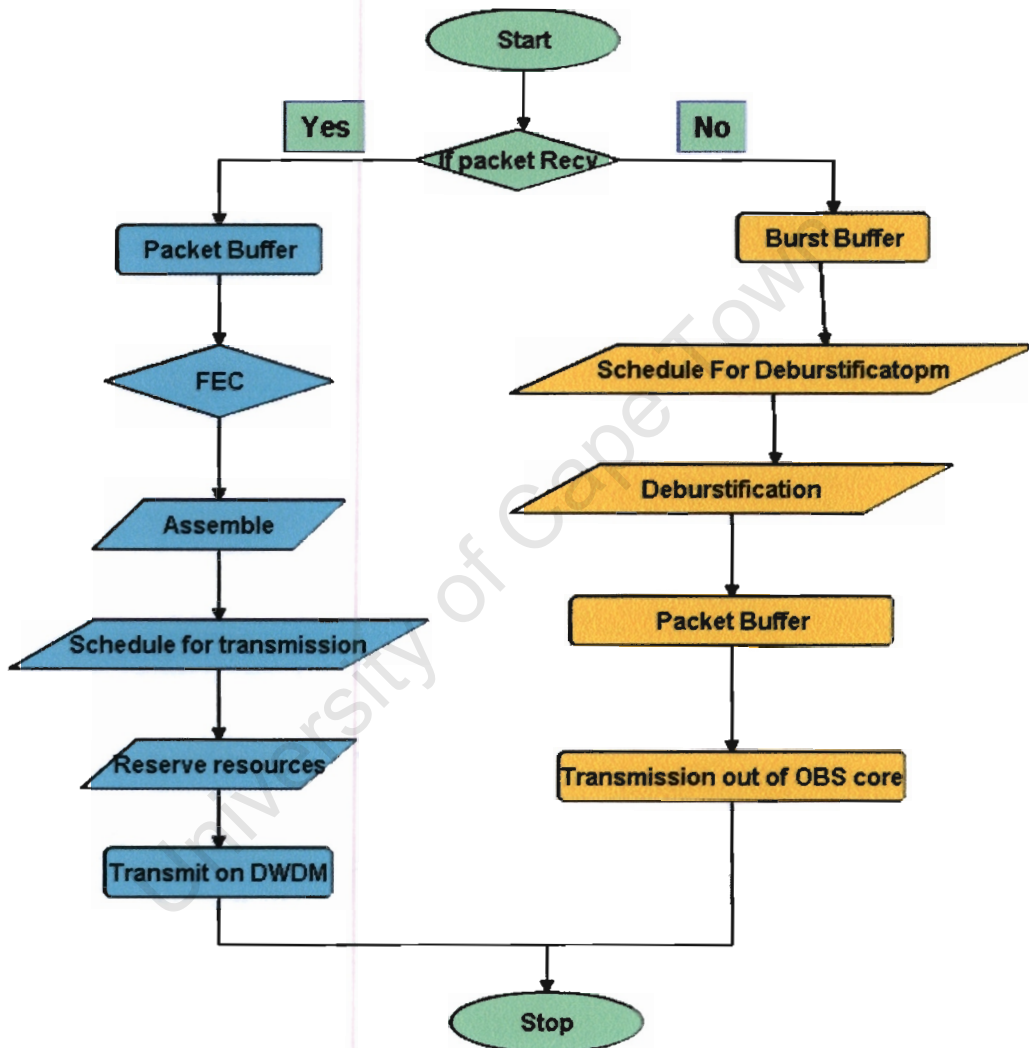 Start
Yes
No
If packet Recv
Packet Buffer
Burst Buffer
FEC
Schedule For Deburstificatopm
Assemble
Deburstification
Schedule for transmission
Packet Buffer
Reserve resources
Transmission out of OBS core
Transmit on DWDM
Stop
University of Cape Town